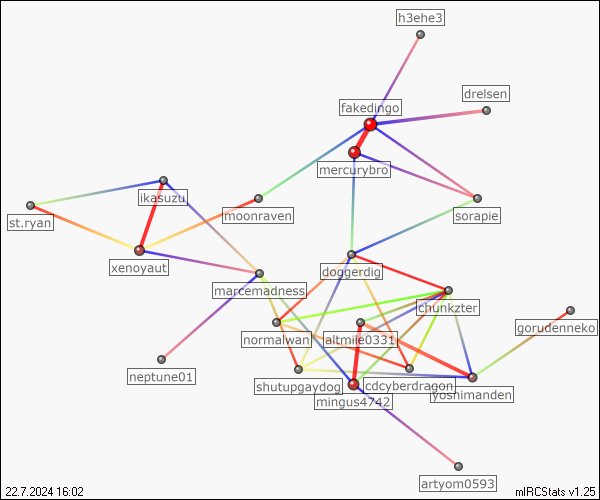 h3ehe3
drelsen
fakedingo
mercurybro
ikasuzu
st.ryan
moonraven
sorapie
xenoyaut
doggerdig
marcemadness
chunkzter
gorudenneko
normalwan
altmile0331
neptune01
shutupgaydog
cdcyberdragon
yoshimanden
mingus4742
artyom0593
22.7.2024 16:02
mIRCStats v1.25